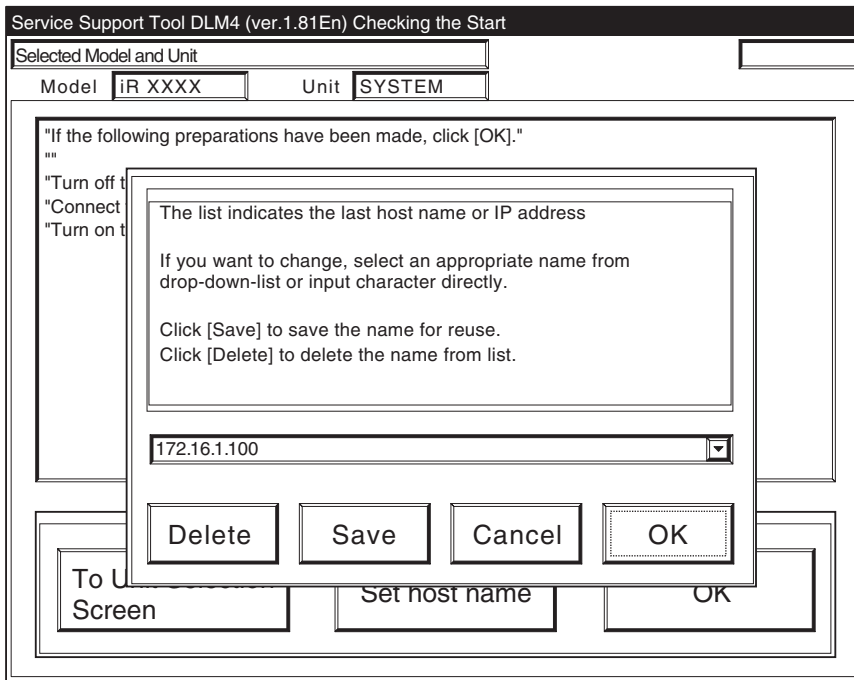 Service Support Tool DLM4 (ver.1.81En) Checking the Start
Selected Model and Unit
Model iR XXXX Unit SYSTEM
"If the following preparations have been made, click [OK]."
""
"Turn off t
"Connect
"Turn on t
The list indicates the last host name or IP address
If you want to change, select an appropriate name from
drop-down-list or input character directly.
Click [Save] to save the name for reuse.
Click [Delete] to delete the name from list.
172.16.1.100
Delete Save Cancel OK
To Unit Selection
Screen
Set host name
OK